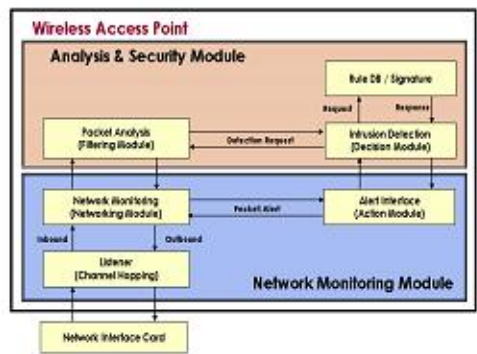 Wireless Access Point
Analysis & Security Module
Rule DB / Signature
Request
Response
Packet Analysis
(Filtering Module)
Detection Request
Intrusion Detection
(Decision Module)
Network Monitoring
(Networking Module)
Packet Alert
Alert Interface
(Action Module)
Inbound
Outbound
Listener
(Channel Hopping)
Network Monitoring Module
Network Interface Card